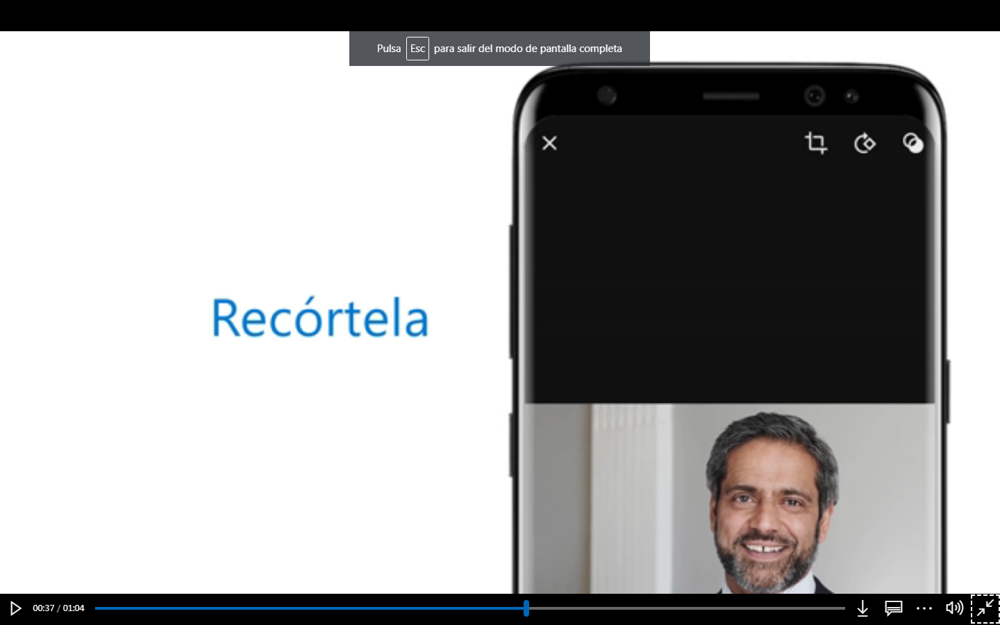 Pulsa Esc para salir del modo de pantalla completa
Recórtela
00:37 / 01:04